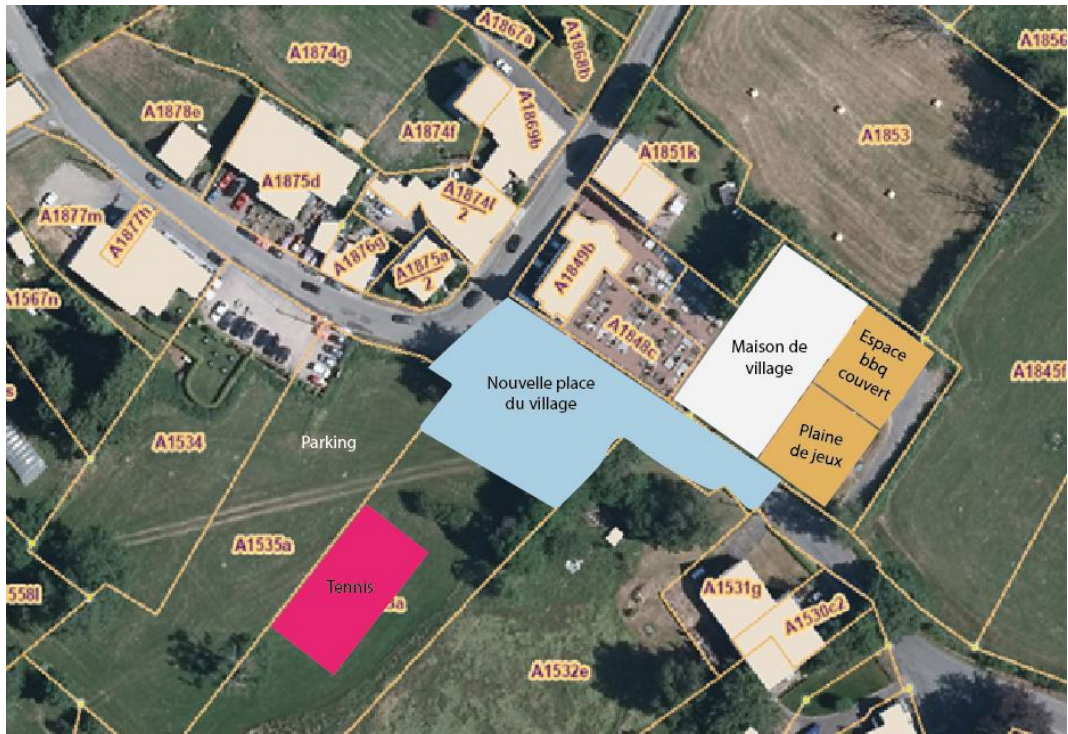 A1867a
A1868b
A1856
A1874g
A1878e
A1874f
A1869b
A1853
A1851k
A1875d
A1874f
2
A1877m
A1877h
A1876g
A1875a
2
A1849b
A1567n
A1848c
Maison de
village
Espace
bbq
couvert
A1845f
Nouvelle place
du village
Plaine
de jeux
A1534
Parking
A1535a
Tennis
A1531g
A1530c2
558l
A1532e